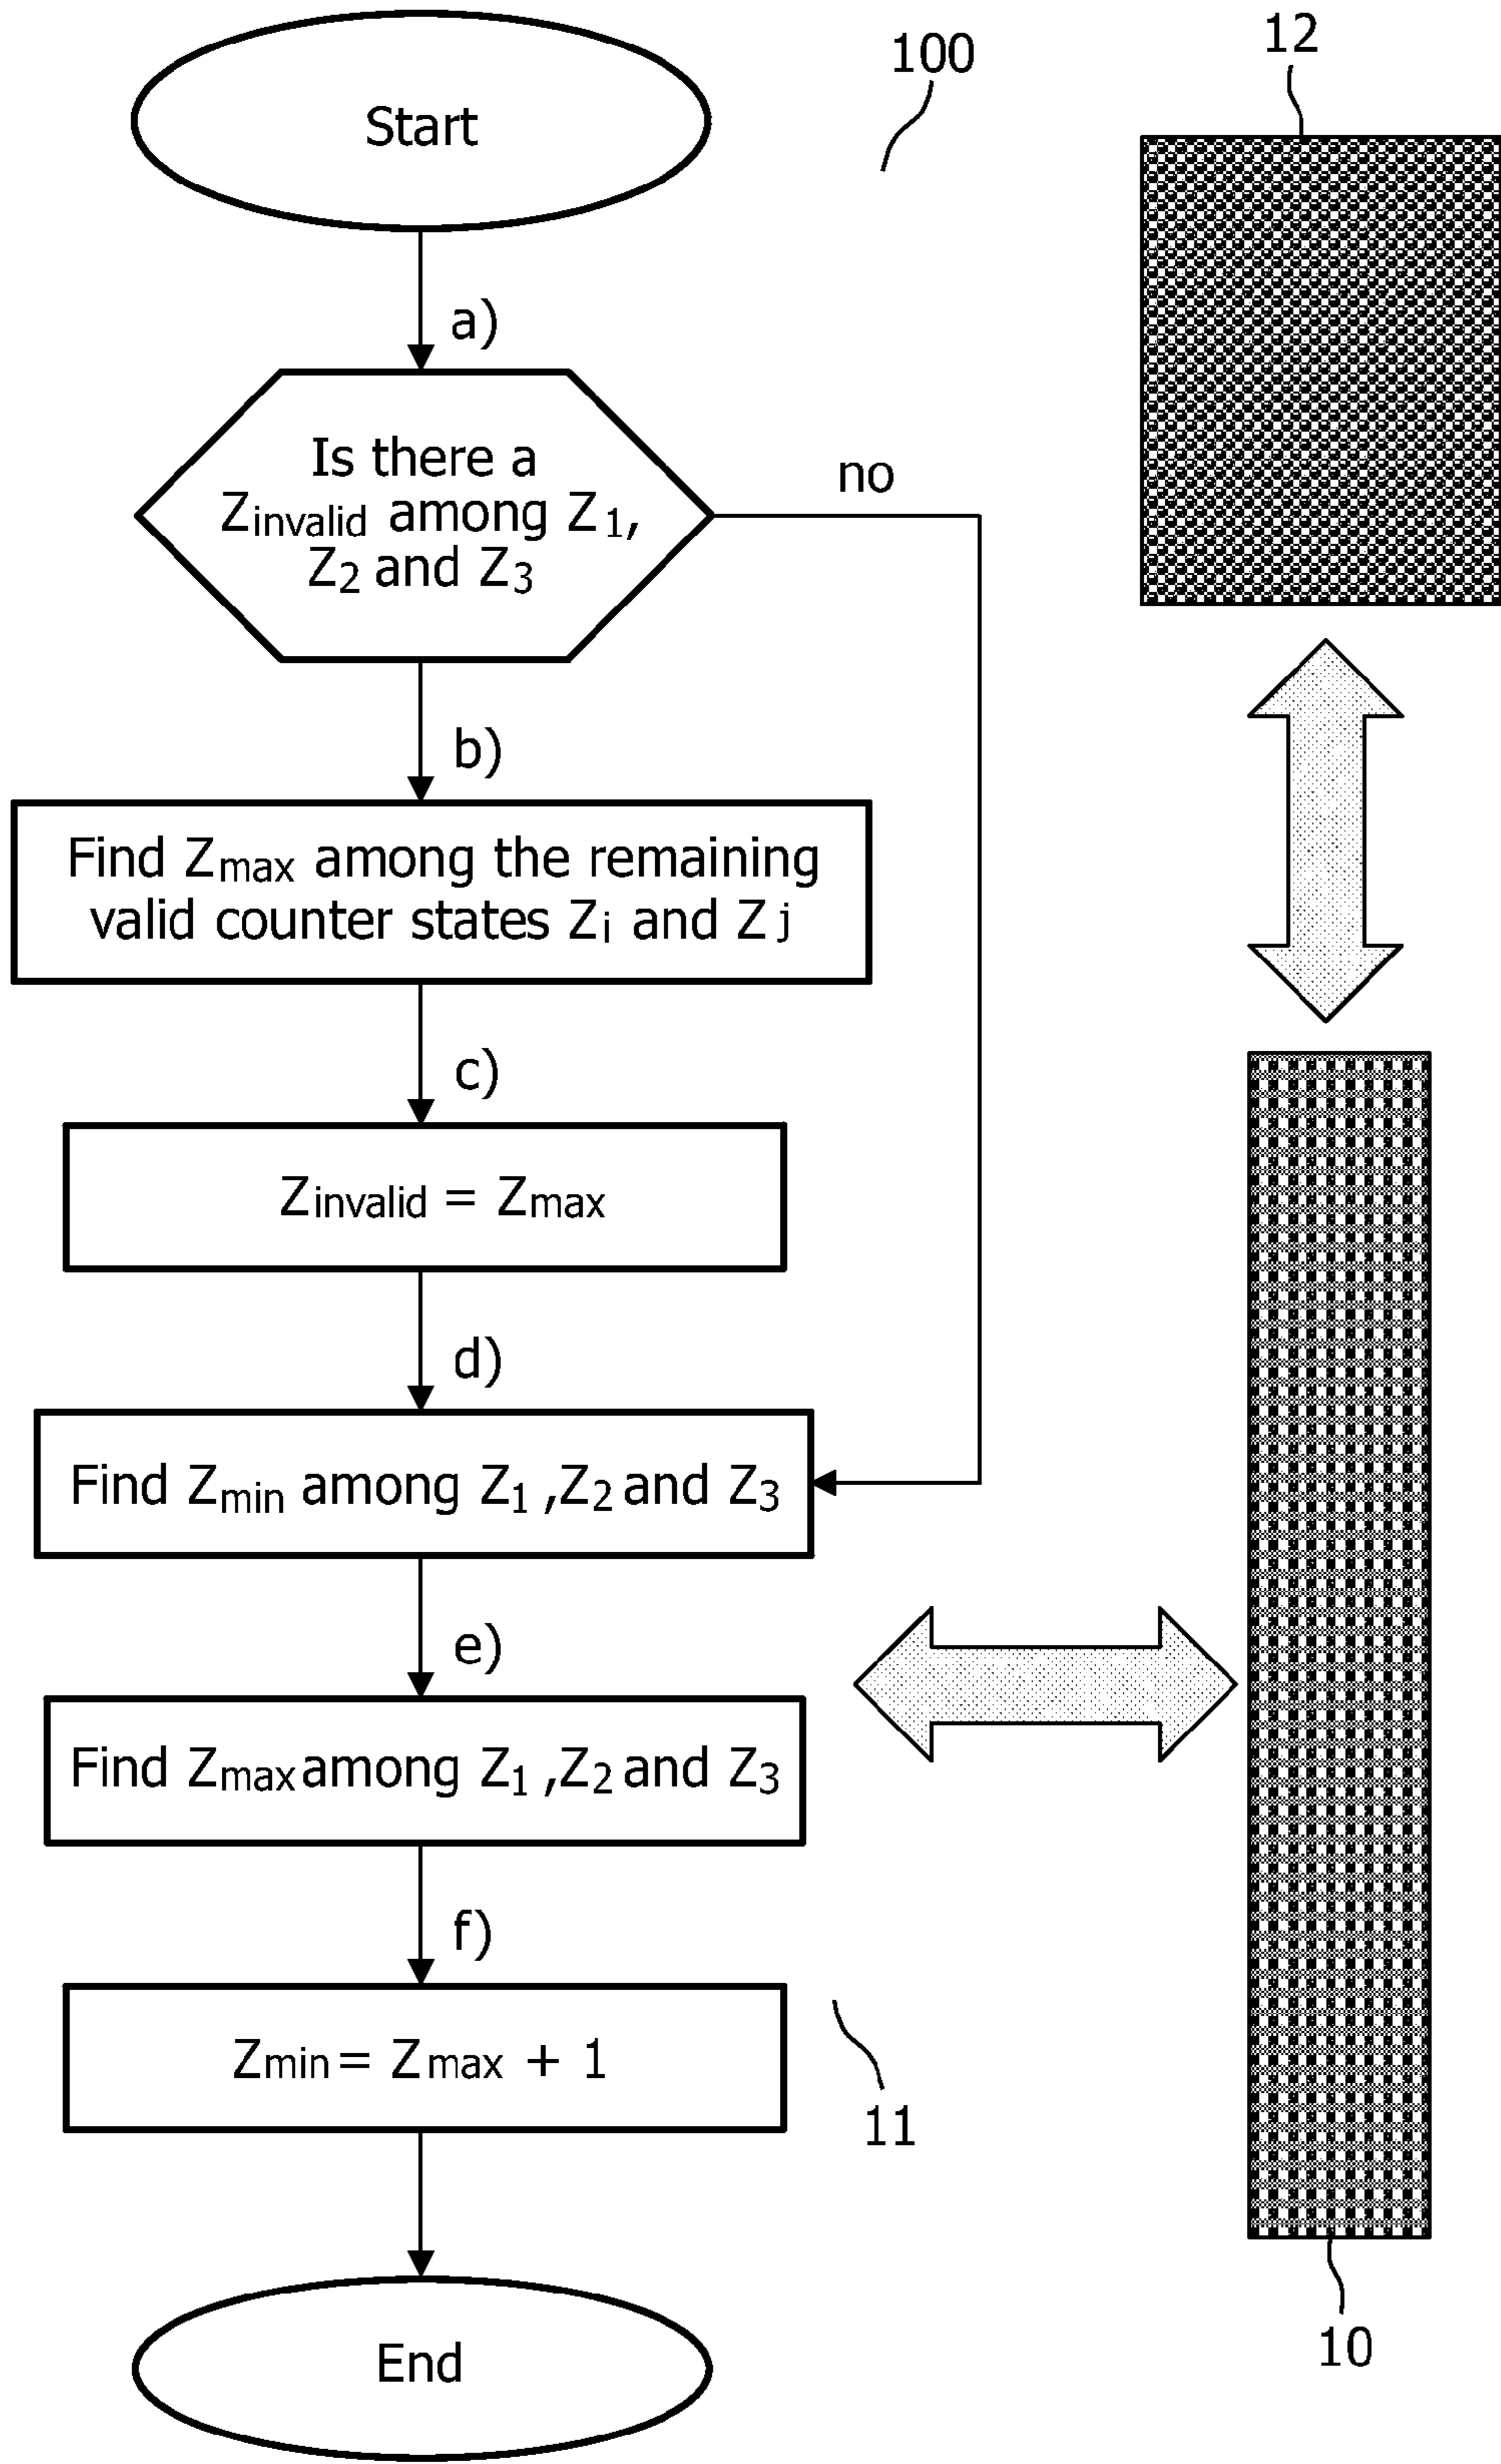 Start
100
12
a)
Is there a
Zinvalid among Z1,
Z2 and Z3
no
b)
Find Zmax among the remaining
valid counter states Zi and Zj
c)
Zinvalid = Zmax
d)
Find Zmin among Z1 ,Z2 and Z3
e)
Find Zmax among Z1 ,Z2 and Z3
f)
Zmin = Zmax + 1
11
End
10